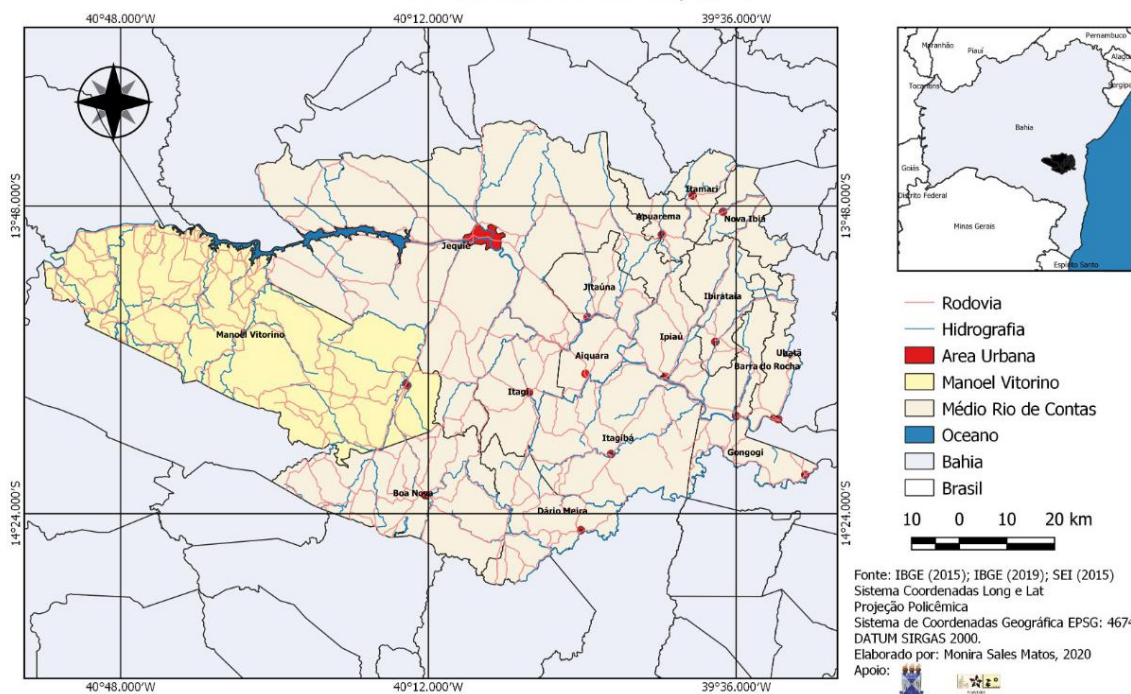 40°48.000'W 40°12.000'W 39°36.000'W
13°48.000'S
14°24.000'S
Itamari
Apuarema
Nova Ibiá
Jequié
Jitaúna
Ibirataia
Manoel Vitorino
Ipiaú
Aiquara
Ubatã
Barra do Rocha
Itagi
Itagibá
Gongogi
Boa Nova
Dário Meira
13°48.000'S
14°24.000'S
40°48.000'W 40°12.000'W 39°36.000'W
Pernambuco
Maranhão
Piauí
Alago
Tocantins
Sergipe
Bahia
Goiás
Distrito Federal
Minas Gerais
Espírito Santo
Rodovia
Hidrografia
Area Urbana
Manoel Vitorino
Médio Rio de Contas
Oceano
Bahia
Brasil
10 0 10 20 km
Fonte: IBGE (2015); IBGE (2019); SEI (2015)
Sistema Coordenadas Long e Lat
Projeção Policêmica
Sistema de Coordenadas Geográfica EPSG: 4674
DATUM SIRGAS 2000.
Elaborado por: Monira Sales Matos, 2020
Apoio: